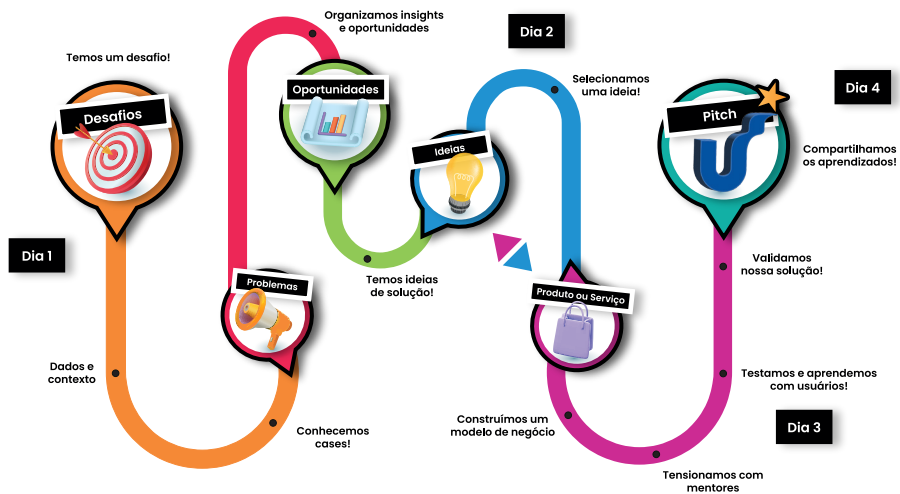 Temos um desafio!
Desafios
Dia 1
Dados e
contexto
Conhecemos
cases!
Problemas
Organizamos insights
e oportunidades
Oportunidades
Temos ideias
de solução!
Ideias
Dia 2
Selecionamos
uma ideia!
Produto ou Serviço
Construímos um
modelo de negócio
Tensionamos com
mentores
Dia 3
Testamos e aprendemos
com usuários!
Validamos
nossa solução!
Pitch
Dia 4
Compartilhamos
os aprendizados!